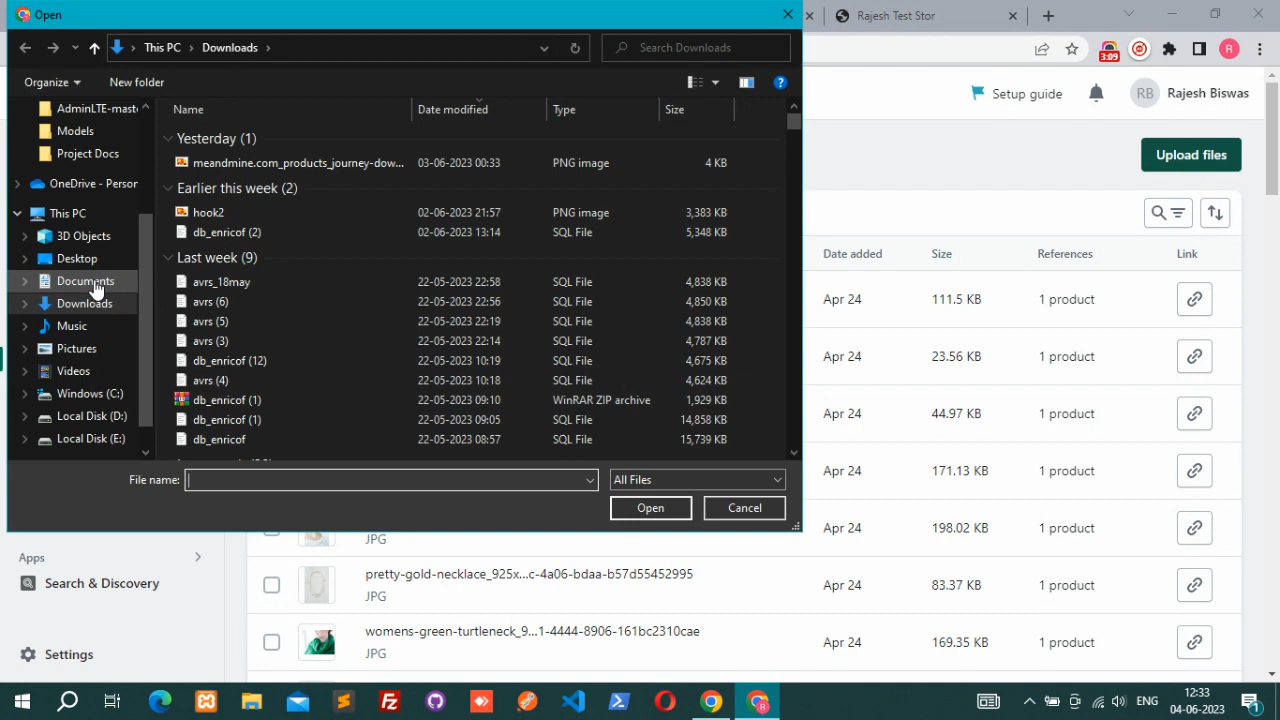 Open
Rajesh Test Stor
This PC
Downloads
Search Downloads
3:09
R
Organize
New folder
Setup guide
RB
Rajesh Biswas
Upload files
AdminLTE-maste
Models
Project Docs
OneDrive - Person
This PC
3D Objects
Desktop
Documents
Downloads
Music
Pictures
Videos
Windows (C:)
Local Disk (D:)
Local Disk (E:)
Name Date modified Type Size
Yesterday (1)
meandmine.com_products_journey-dow... 03-06-2023 00:33 PNG image 4 KB
Earlier this week (2)
hook2 02-06-2023 21:57 PNG image 3,383 KB
db_enricof (2) 02-06-2023 13:14 SQL File 5,348 KB
Last week (9)
avrs_18may 22-05-2023 22:58 SQL File 4,838 KB
avrs (6) 22-05-2023 22:56 SQL File 4,850 KB
avrs (5) 22-05-2023 22:19 SQL File 4,838 KB
avrs (3) 22-05-2023 22:14 SQL File 4,787 KB
db_enricof (12) 22-05-2023 10:19 SQL File 4,675 KB
avrs (4) 22-05-2023 10:18 SQL File 4,624 KB
db_enricof (1) 22-05-2023 09:10 WinRAR ZIP archive 1,929 KB
db_enricof (1) 22-05-2023 09:05 SQL File 14,858 KB
db_enricof 22-05-2023 08:57 SQL File 15,739 KB
File name:
All Files
Open
Cancel
Date added Size References Link
Apr 24 111.5 KB 1 product
Apr 24 23.56 KB 1 product
Apr 24 44.97 KB 1 product
Apr 24 171.13 KB 1 product
Apr 24 198.02 KB 1 product
JPG
pretty-gold-necklace_925x...c-4a06-bdaa-b57d55452995
JPG
Apr 24 83.37 KB 1 product
womens-green-turtleneck_9...1-4444-8906-161bc2310cae
JPG
Apr 24 169.35 KB 1 product
Apps
Search & Discovery
Settings
ENG
12:33
04-06-2023
1